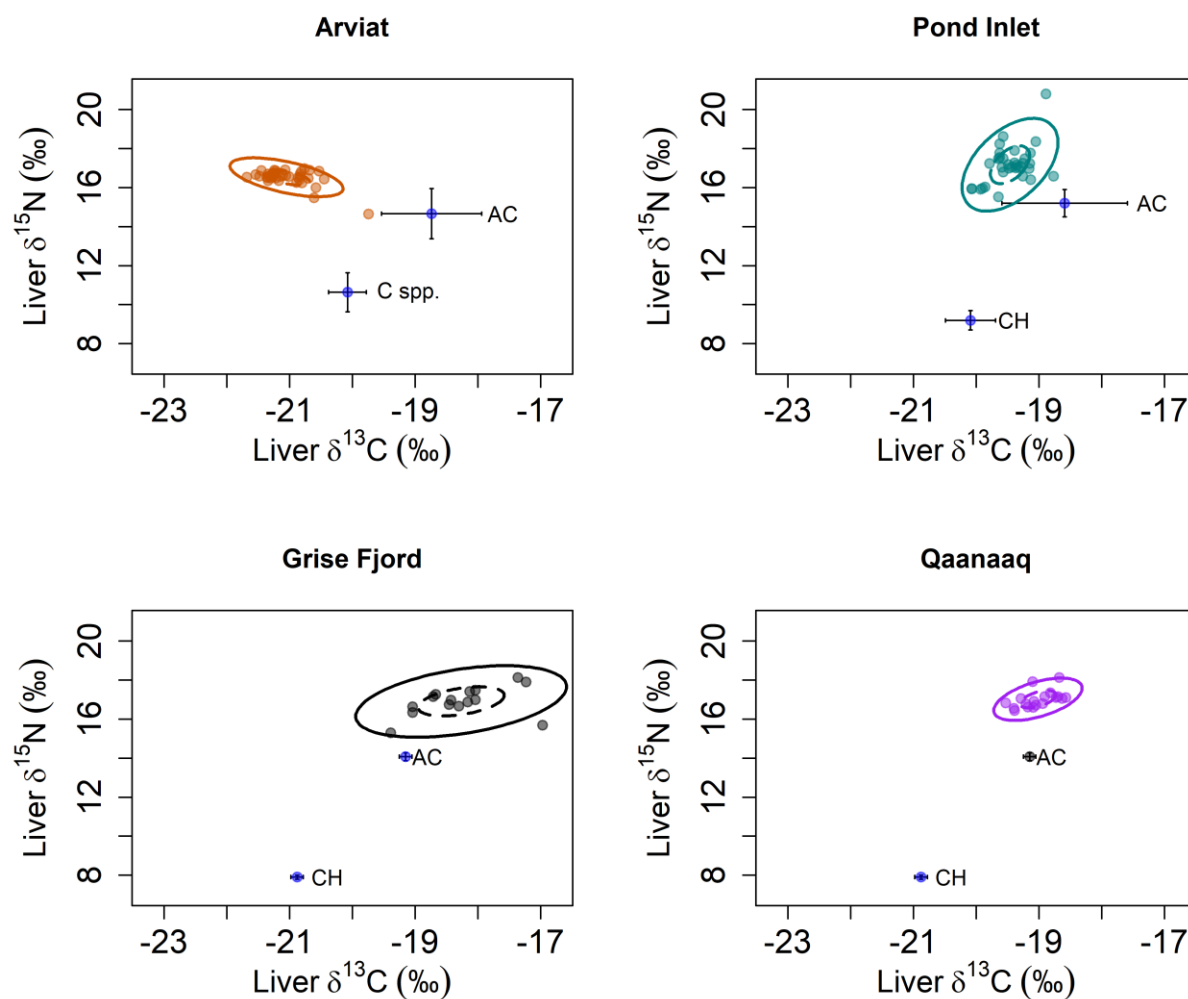 Arviat
20
16
12
8
Liver δ15N (‰)
AC
C spp.
-23
-21
-19
-17
Liver δ13C (‰)
Pond Inlet
20
16
12
8
Liver δ15N (‰)
AC
CH
-23
-21
-19
-17
Liver δ13C (‰)
Grise Fjord
20
16
12
8
Liver δ15N (‰)
AC
CH
-23
-21
-19
-17
Liver δ13C (‰)
Qaanaaq
20
16
12
8
Liver δ15N (‰)
AC
CH
-23
-21
-19
-17
Liver δ13C (‰)